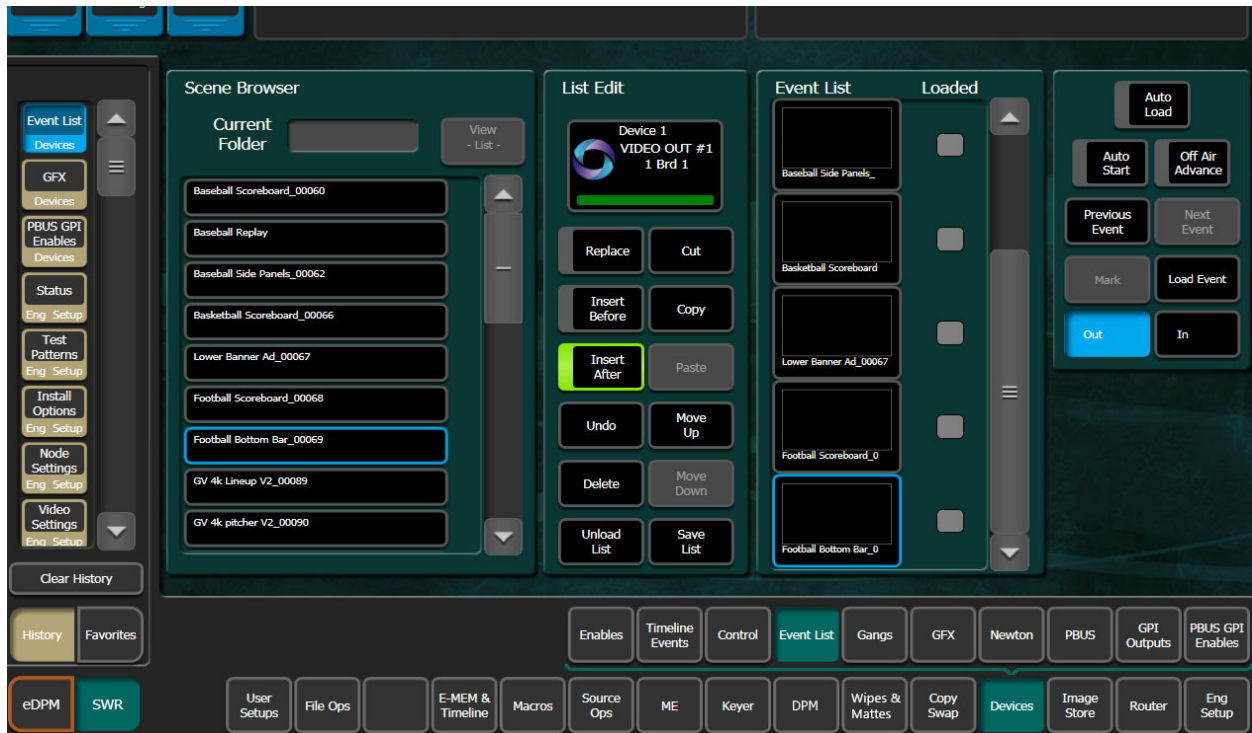 Event List
Devices
GFX
Devices
PBUS GPI
Enables
Devices
Status
Eng Setup
Test
Patterns
Eng Setup
Install
Options
Eng Setup
Node
Settings
Eng Setup
Video
Settings
Eng Setup
Clear History
History
Favorites
Scene Browser
Current
Folder
View
- List -
Baseball Scoreboard_00060
Baseball Replay
Baseball Side Panels_00062
Basketball Scoreboard_00066
Lower Banner Ad_00067
Football Scoreboard_00068
Football Bottom Bar_00069
GV 4k Lineup V2_00089
GV 4k pitcher V2_00090
List Edit
Device 1
VIDEO OUT #1
1 Brd 1
Replace
Cut
Insert
Before
Copy
Insert
After
Paste
Undo
Move
Up
Delete
Move
Down
Unload
List
Save
List
Event List
Loaded
Baseball Side Panels_
Basketball Scoreboard
Lower Banner Ad_00067
Football Scoreboard_0
Football Bottom Bar_0
Auto
Load
Auto
Start
Off Air
Advance
Previous
Event
Next
Event
Mark
Load Event
Out
In
Enables
Timeline
Events
Control
Event List
Gangs
GFX
Newton
PBUS
GPI
Outputs
PBUS GPI
Enables
eDPM
SWR
User
Setups
File Ops
E-MEM &
Timeline
Macros
Source
Ops
ME
Keyer
DPM
Wipes &
Mattes
Copy
Swap
Devices
Image
Store
Router
Eng
Setup